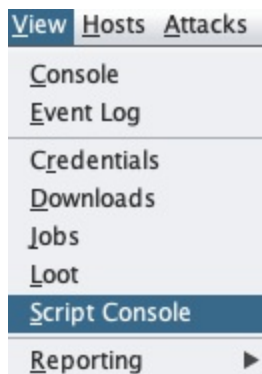 View Hosts Attacks
Console
Event Log
Credentials
Downloads
Jobs
Loot
Script Console
Reporting